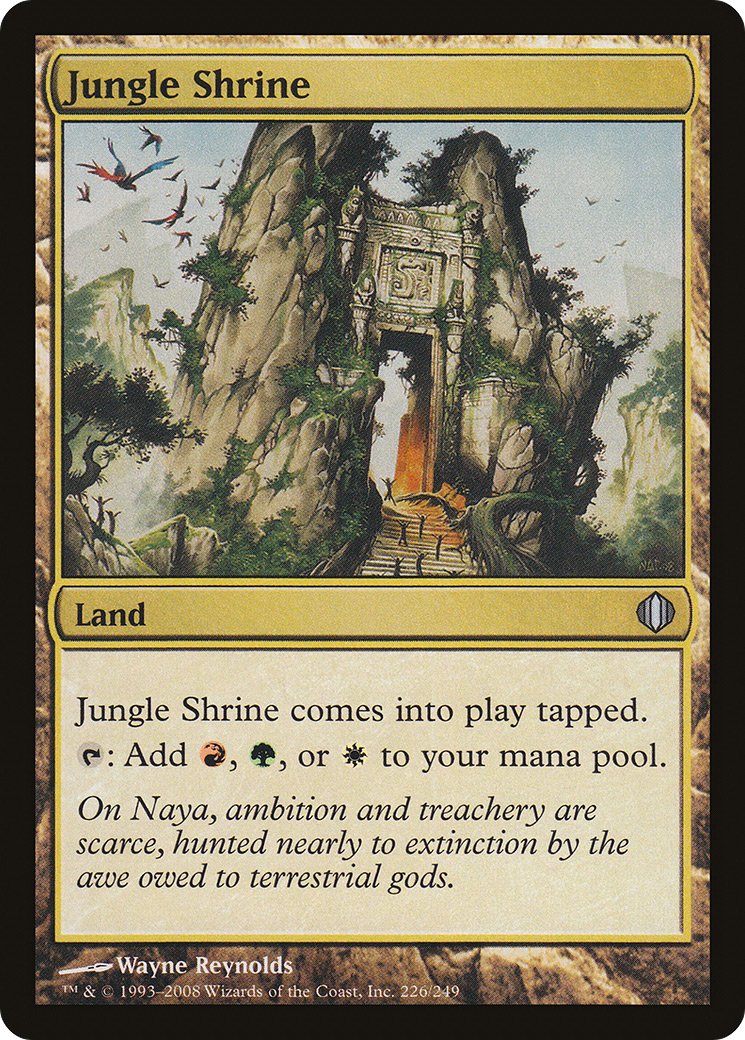 Jungle Shrine
Land
Jungle Shrine comes into play tapped.
: Add , , or to your mana pool.
On Naya, ambition and treachery are
scarce, hunted nearly to extinction by the
awe owed to terrestrial gods.
Wayne Reynolds
™ & © 1993–2008 Wizards of the Coast, Inc. 226/249